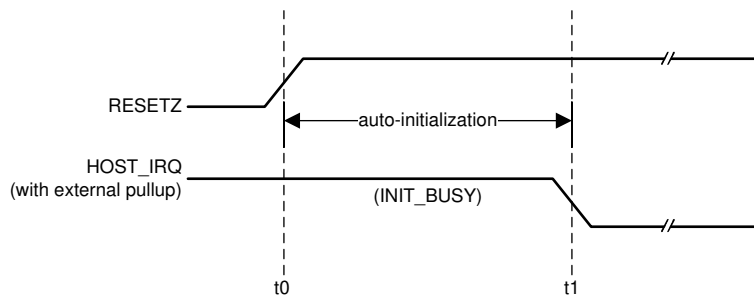 RESETZ
auto-initialization
HOST_IRQ
(with external pullup)
(INIT_BUSY)
t0
t1